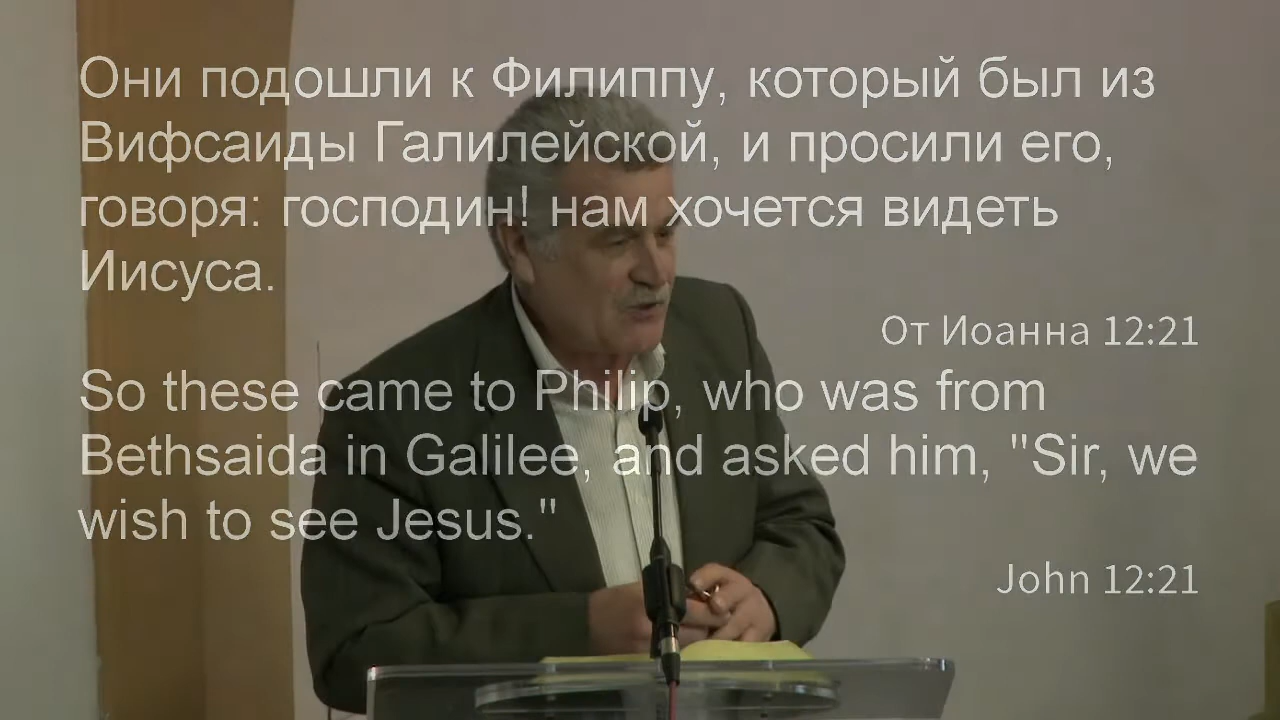 Они подошли к Филиппу, который был из
Вифсаиды Галилейской, и просили его,
говоря: господин! нам хочется видеть
Иисуса.
От Иоанна 12:21
So these came to Philip, who was from
Bethsaida in Galilee, and asked him, "Sir, we
wish to see Jesus."
John 12:21